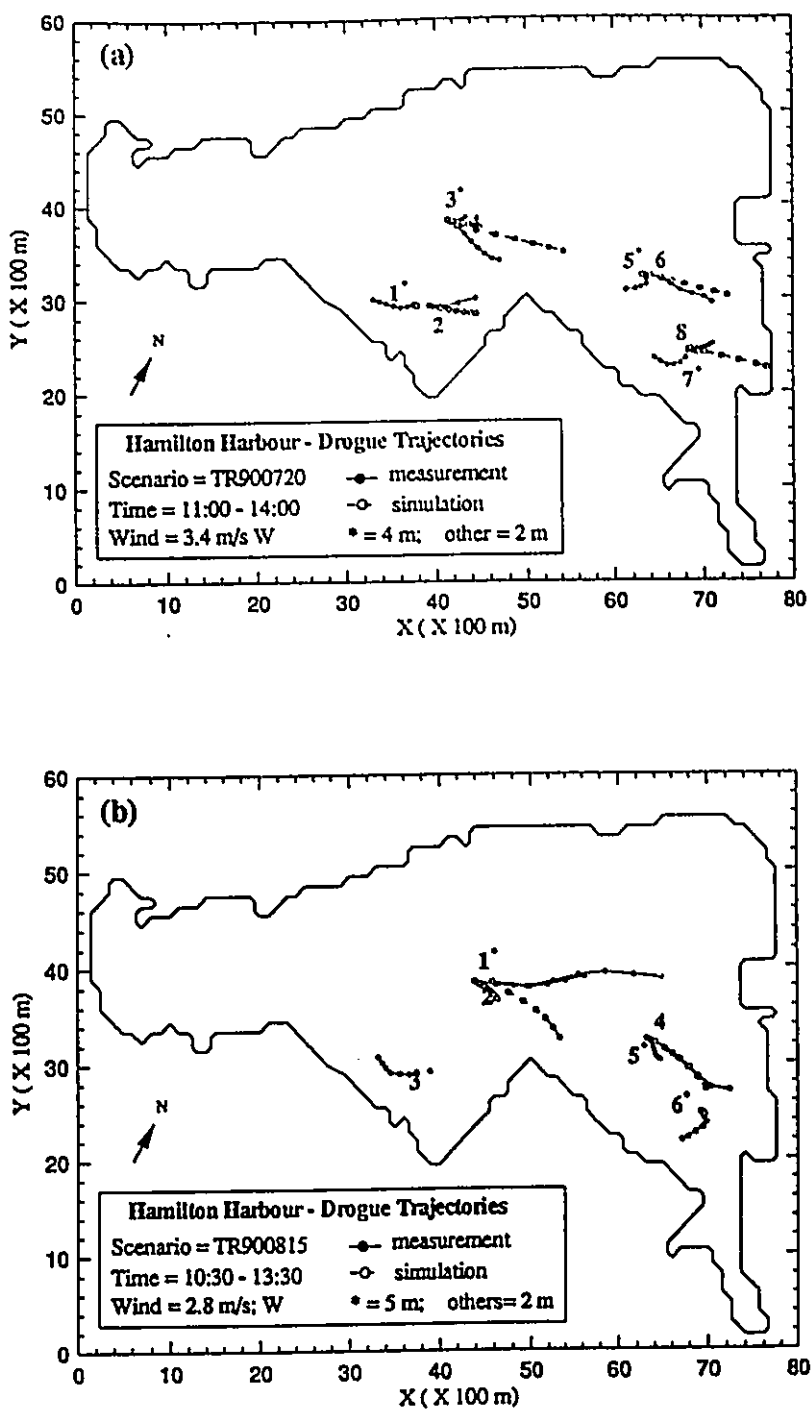 (a)
Y ( X 100 m)
60
50
40
30
20
10
0
3*
1*
2
5* 6
8
7*
N
Hamilton Harbour - Drogue Trajectories
Scenario = TR900720 measurement
Time = 11:00 - 14:00 simulation
Wind = 3.4 m/s W * = 4 m; other = 2 m
0 10 20 30 40 50 60 70 80
X ( X 100 m)
(b)
Y ( X 100 m)
60
50
40
30
20
10
0
1*
2
3
4
5*
6*
N
Hamilton Harbour - Drogue Trajectories
Scenario = TR900815 measurement
Time = 10:30 - 13:30 simulation
Wind = 2.8 m/s; W * = 5 m; others= 2 m
0 10 20 30 40 50 60 70 80
X ( X 100 m)